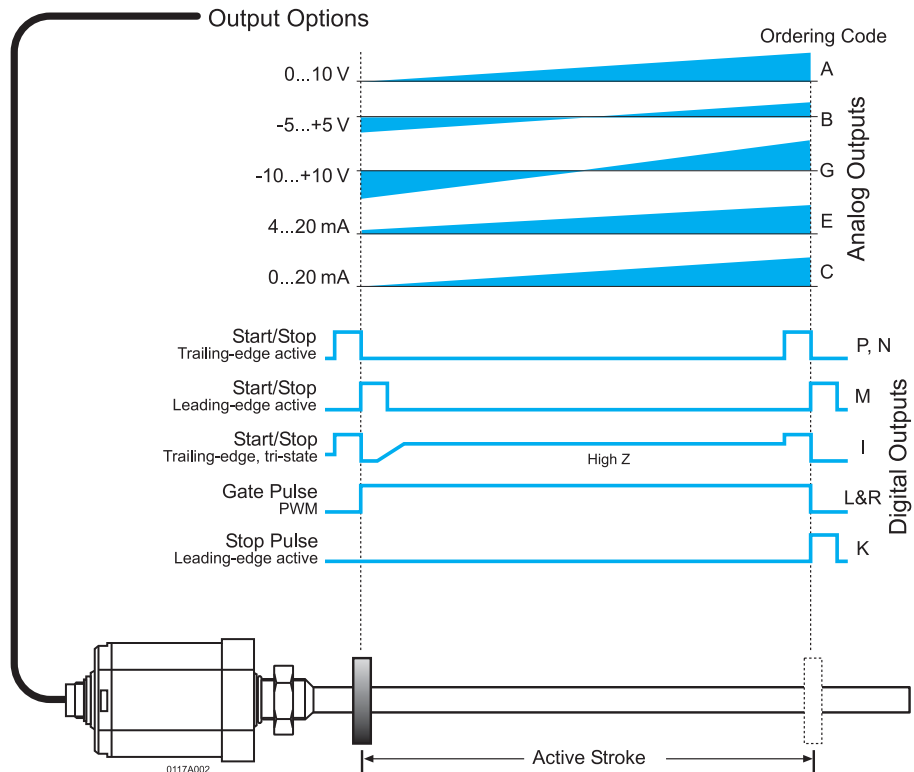 Output Options
Ordering Code
0...10 V
A
-5...+5 V
B
-10...+10 V
G
4...20 mA
E
0...20 mA
C
Analog Outputs
Start/Stop
Trailing-edge active
P, N
Start/Stop
Leading-edge active
M
Start/Stop
Trailing-edge, tri-state
High Z
I
Gate Pulse
PWM
L&R
Stop Pulse
Leading-edge active
K
Digital Outputs
Active Stroke
0117A002